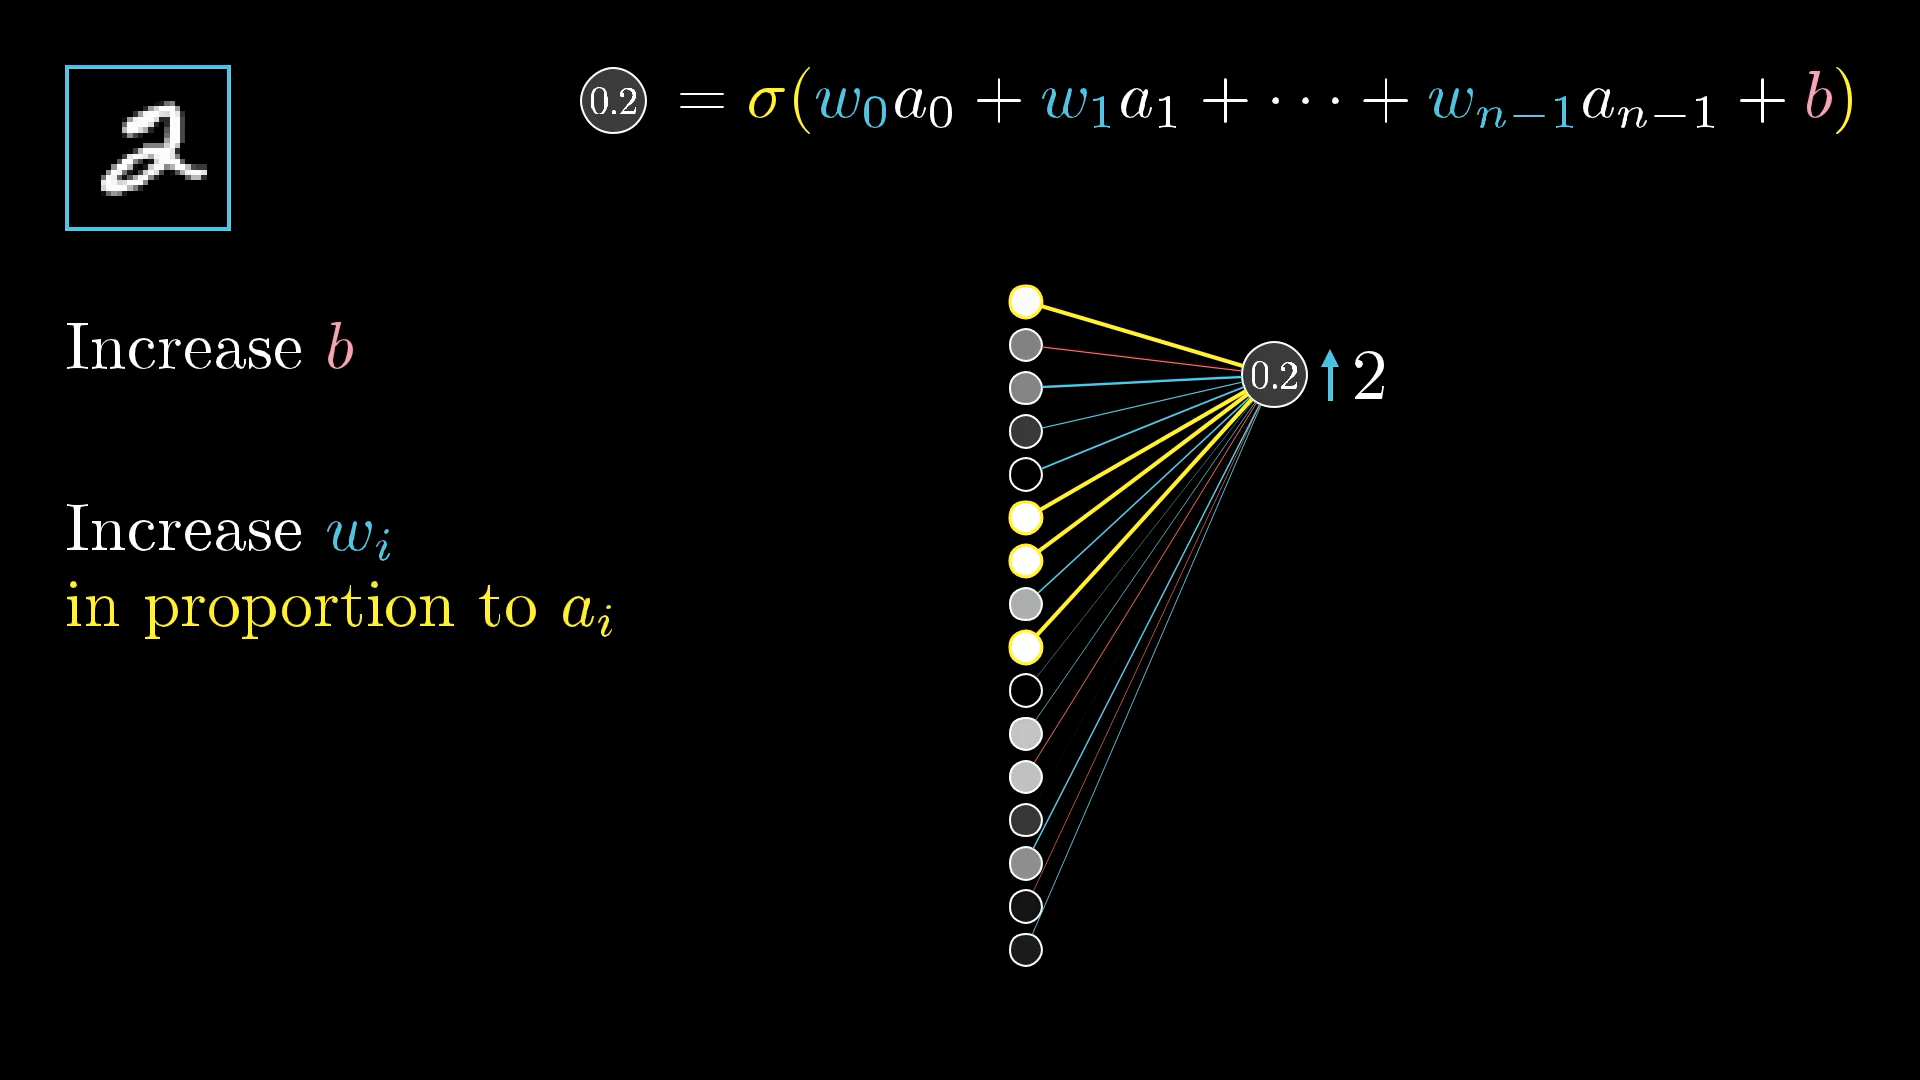 2
0.2 = σ(w₀a₀ + w₁a₁ + ··· + wₙ₋₁aₙ₋₁ + b)
Increase b
0.2 ↑ 2
Increase wᵢ
in proportion to aᵢ